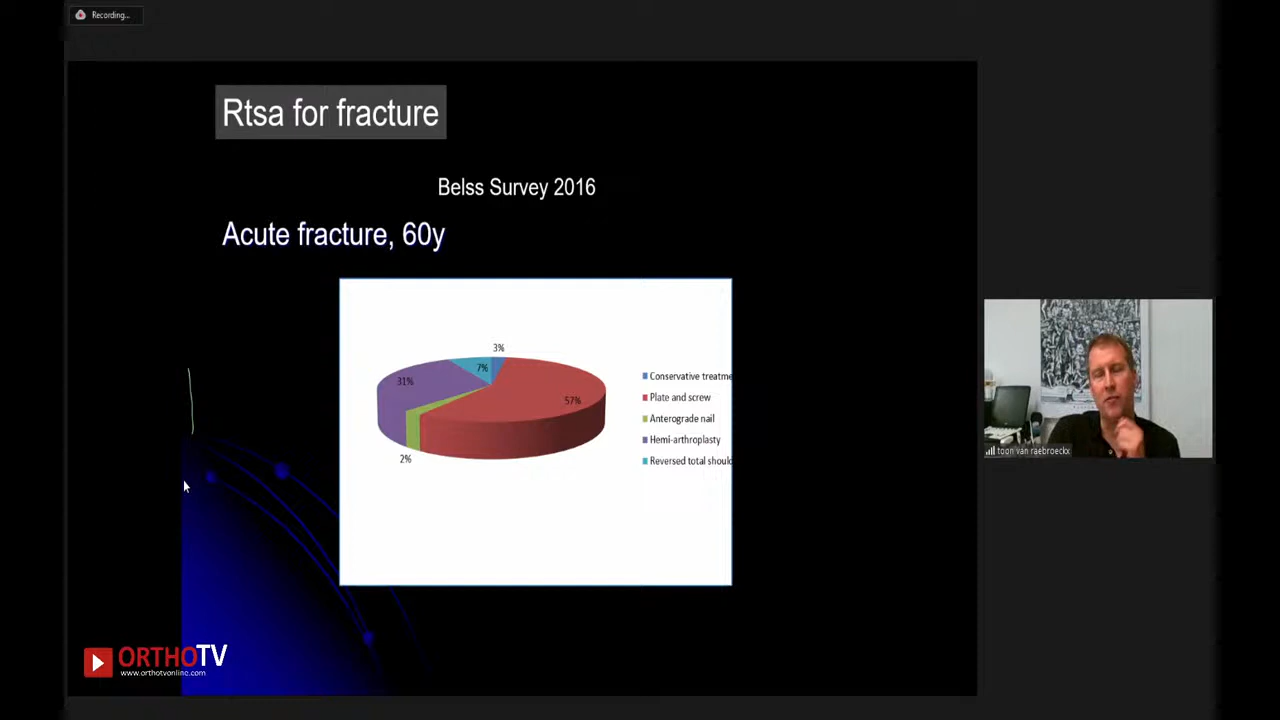 Recording...
Rtsa for fracture
Belss Survey 2016
Acute fracture, 60y
3%
7%
31%
57%
2%
Conservative treatme
Plate and screw
Anterograde nail
Hemi-arthroplasty
Reversed total should
toon van raebroeckx
ORTHOTV
www.orthotvonline.com